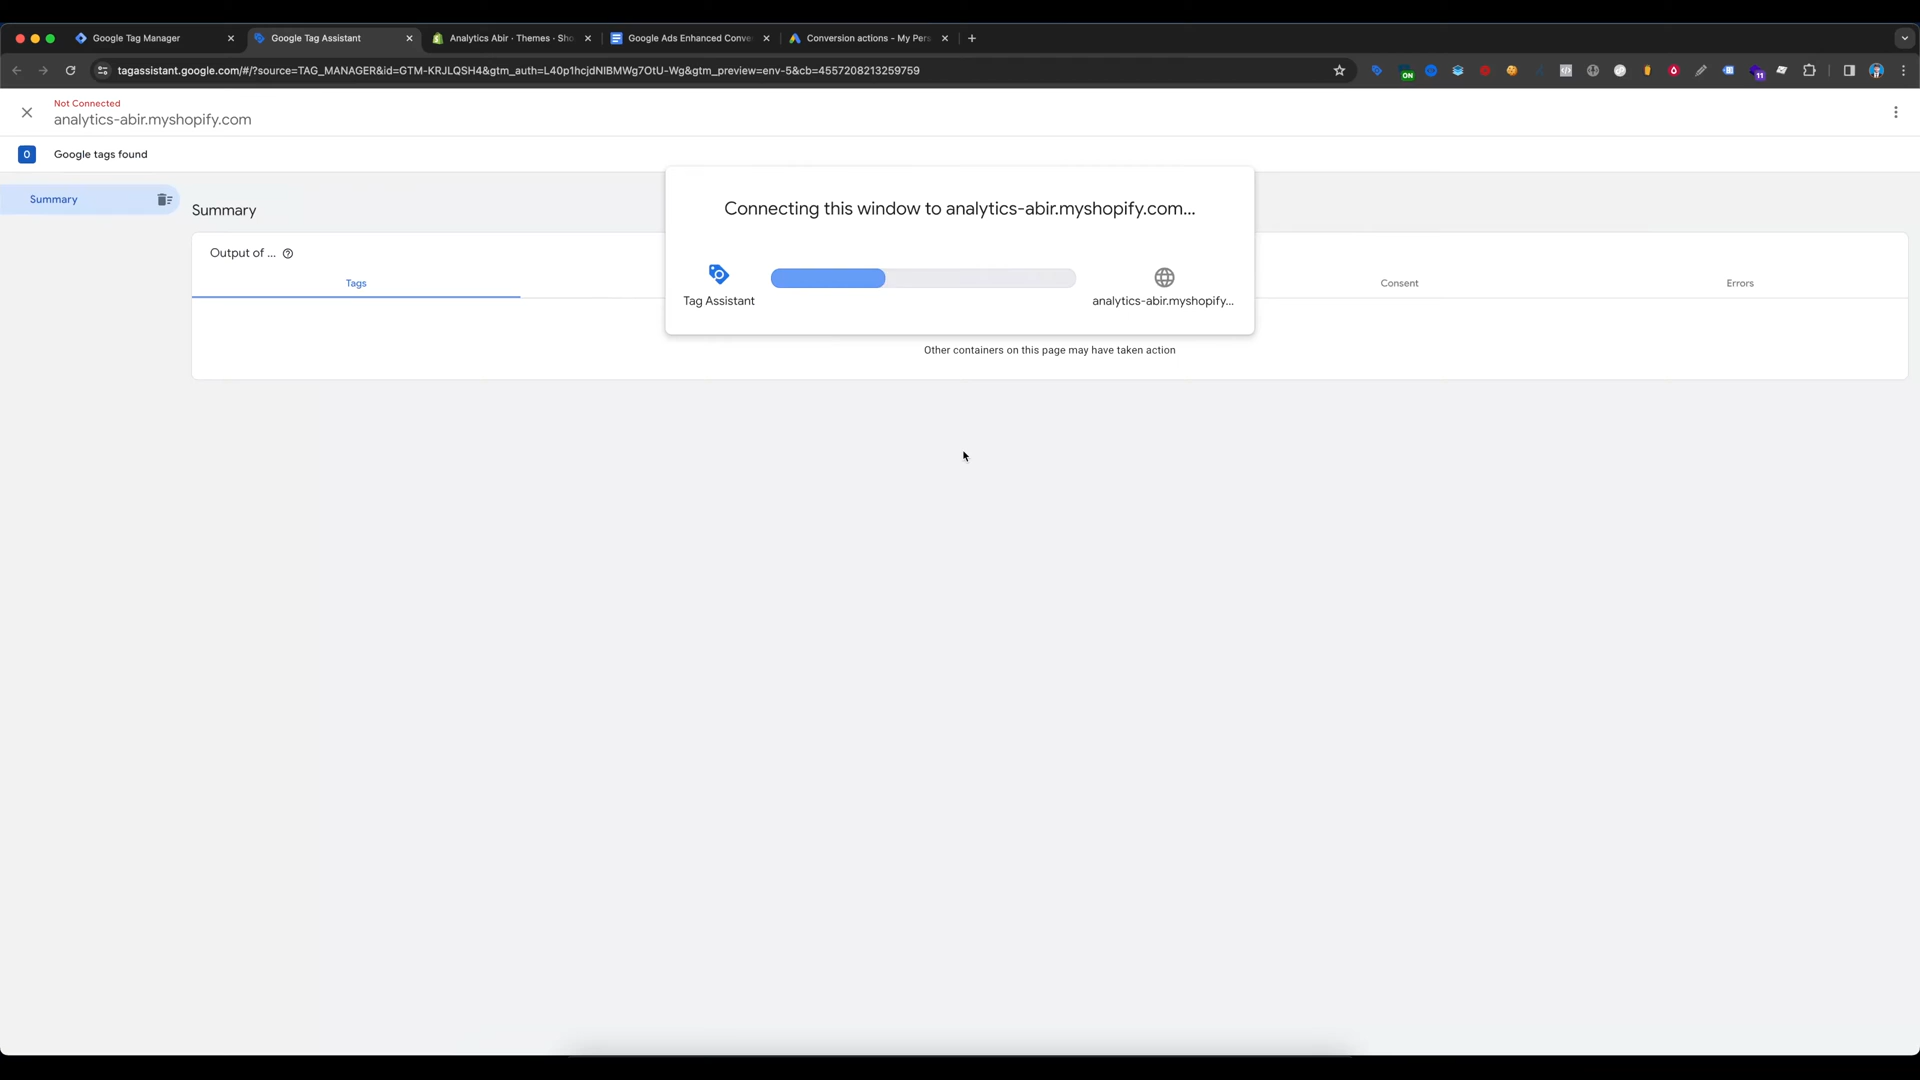 Google Tag Manager
Google Tag Assistant
Analytics Abir · Themes · Sho
Google Ads Enhanced Conve
Conversion actions - My Pers
tagassistant.google.com/#/?source=TAG_MANAGER&id=GTM-KRJLQSH4&gtm_auth=L40p1hcjdNIBMWg7OtU-Wg&gtm_preview=env-5&cb=4557208213259759
ON
11
Not Connected
analytics-abir.myshopify.com
0 Google tags found
Summary
Summary
Output of ...
Tags
Consent
Errors
Connecting this window to analytics-abir.myshopify.com...
Tag Assistant
analytics-abir.myshopify...
Other containers on this page may have taken action